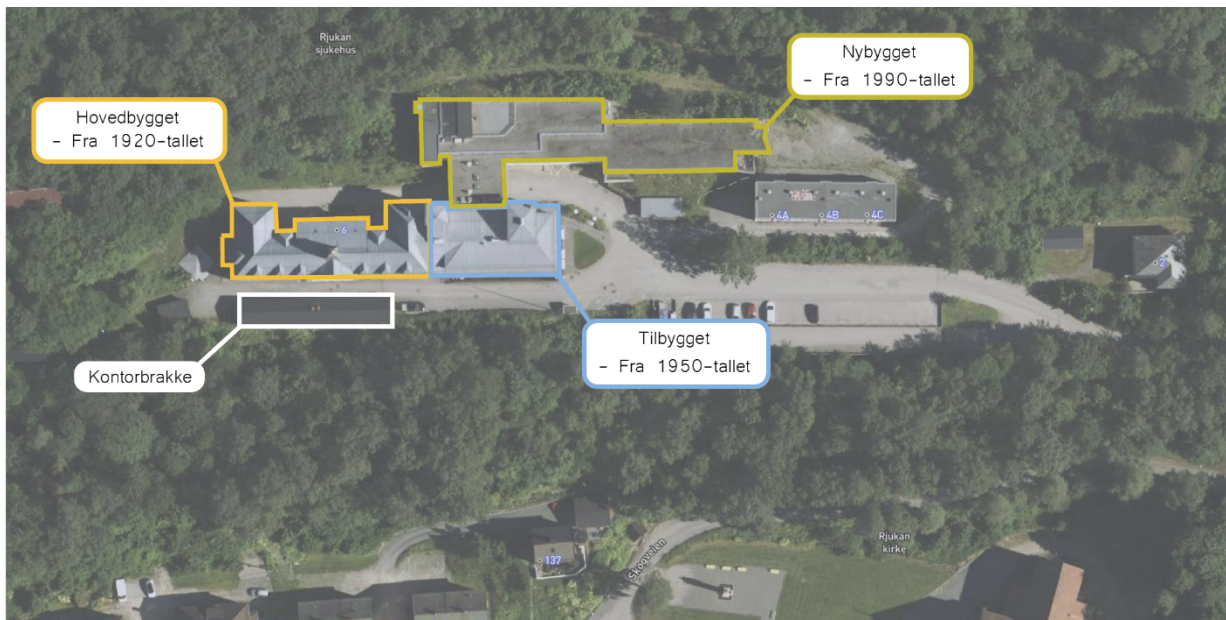 Rjukan
sjukehus
Nybygget
- Fra 1990-tallet
Hovedbygget
- Fra 1920-tallet
4A
4B
4C
6
2
Tilbygget
- Fra 1950-tallet
Kontorbrakke
Rjukan
kirke
137
Skogveien